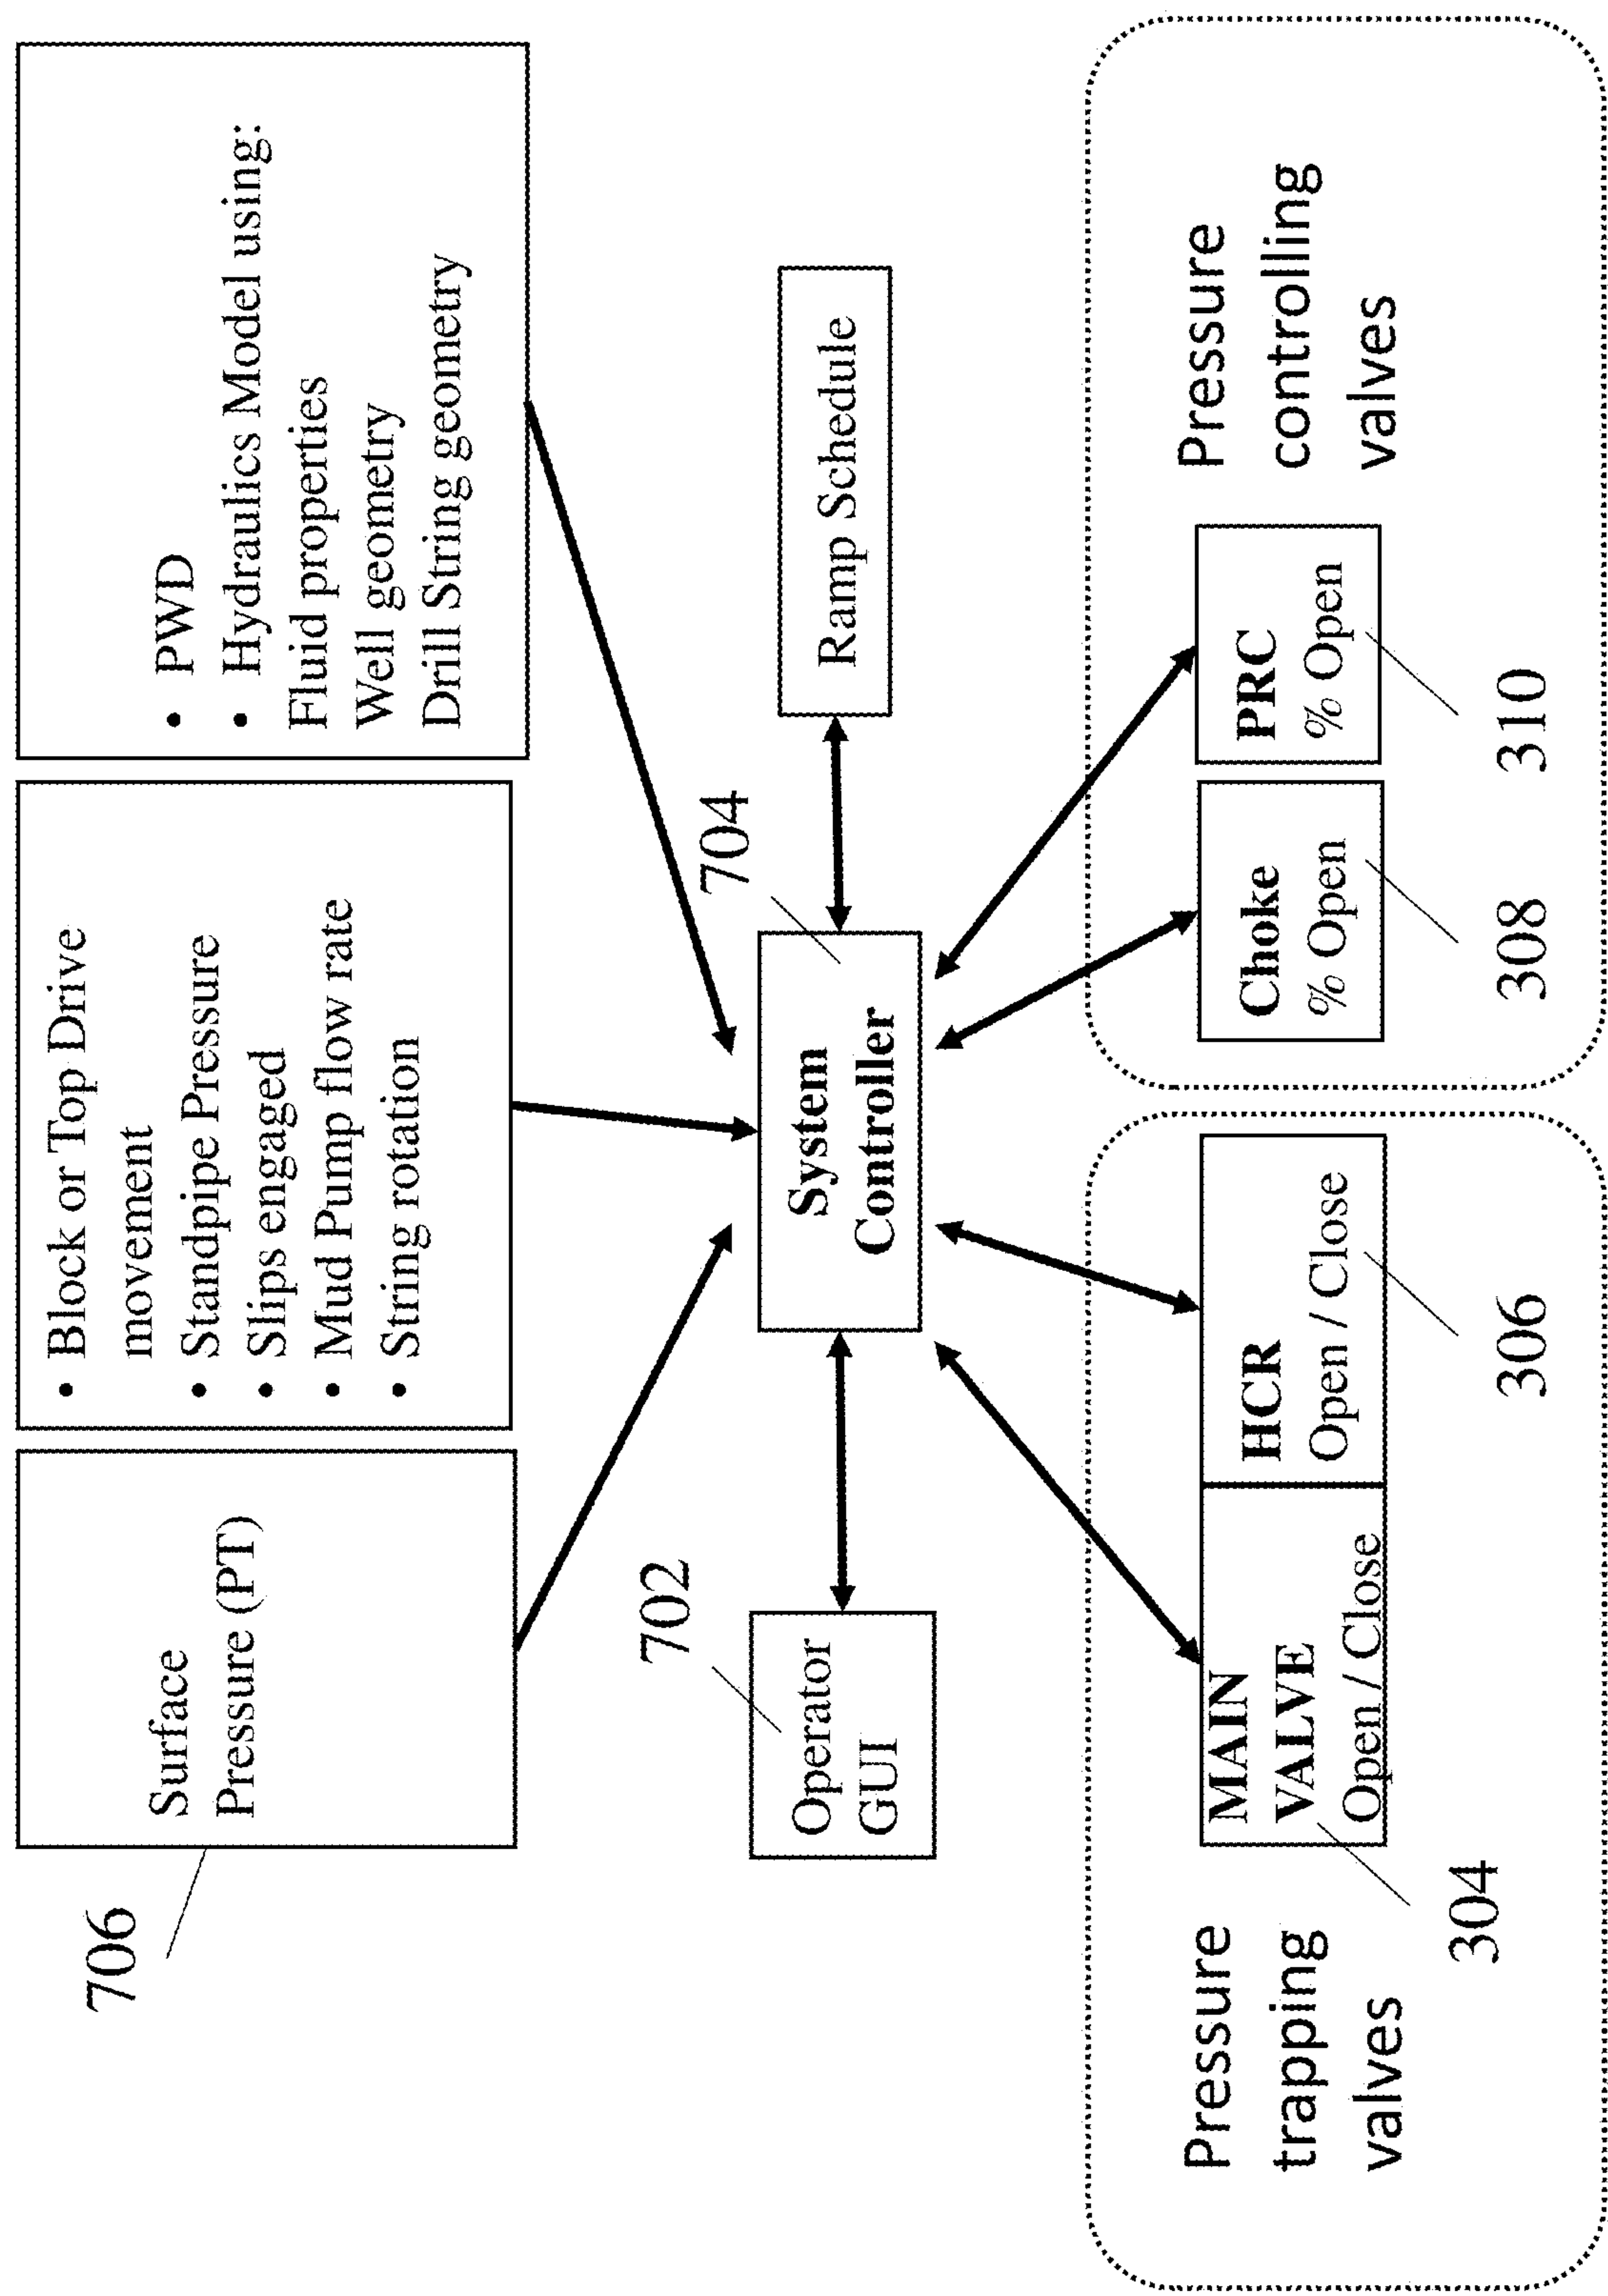 706
Surface
Pressure (PT)
• Block or Top Drive
movement
• Standpipe Pressure
• Slips engaged
• Mud Pump flow rate
• String rotation
• PWD
• Hydraulics Model using:
Fluid properties
Well geometry
Drill String geometry
702
Operator
GUI
704
System
Controller
Ramp Schedule
Pressure
trapping
valves
304
MAIN
VALVE
Open / Close
HCR
Open / Close
306
Choke
% Open
308
PRC
% Open
310
Pressure
controlling
valves